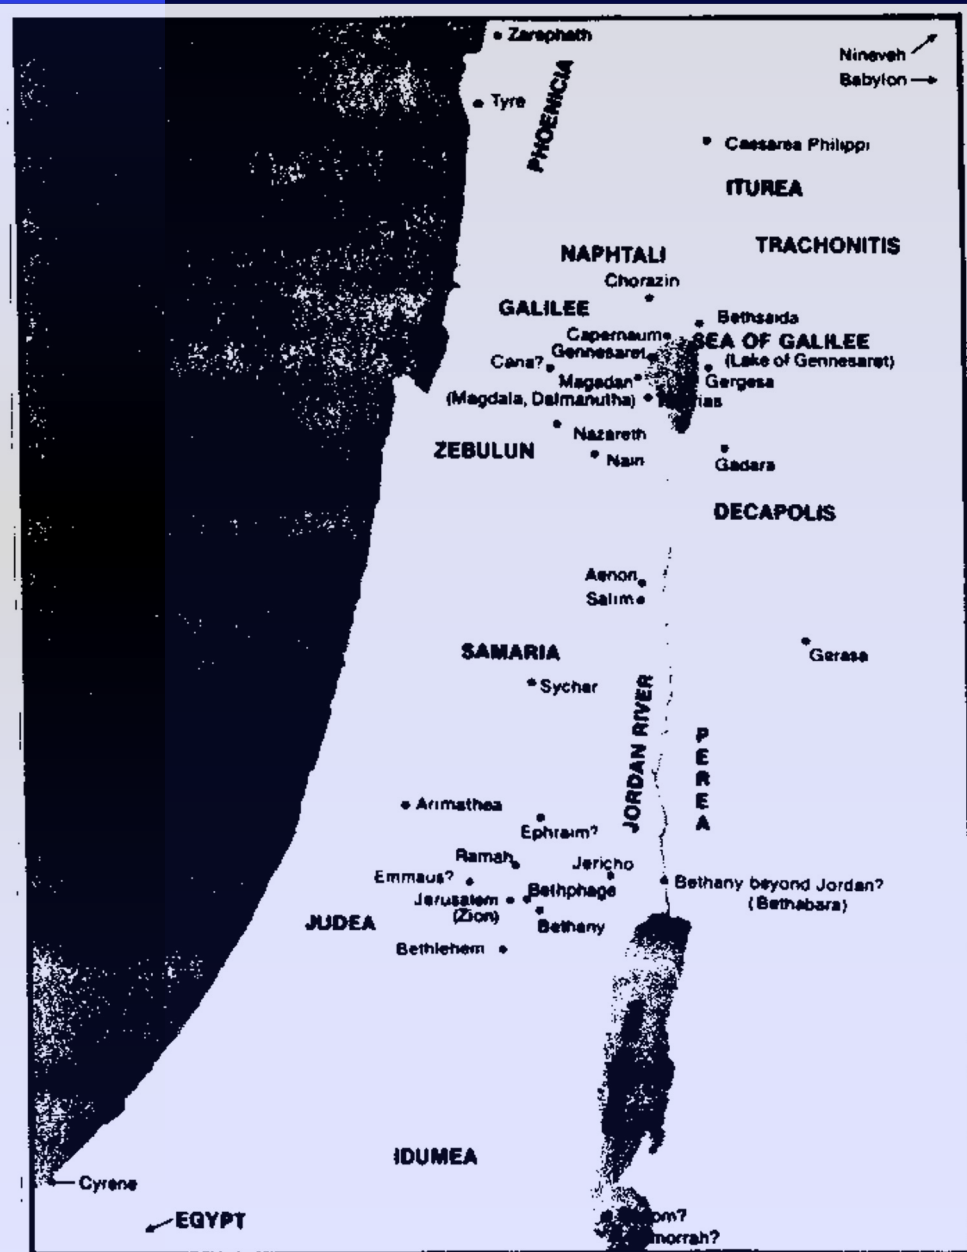 Zarephath
Nineveh
Babylon
Tyre
PHOENICIA
Caesarea Philippi
ITUREA
TRACHONITIS
NAPHTALI
Chorazin
GALILEE
Bethsaida
Capernaum
SEA OF GALILEE
Gennesaret
(Lake of Gennesaret)
Cana?
Magadan
Gergesa
(Magdala, Dalmanutha)
Nazareth
ZEBULUN
Nain
Gadara
DECAPOLIS
Aenon
Salim
SAMARIA
Gerasa
Sychar
JORDAN RIVER
PEREA
Arimathea
Ephraim?
Ramah
Jericho
Emmaus?
Bethany beyond Jordan?
(Bethabara)
Bethphage
Jerusalem
(Zion)
JUDEA
Bethany
Bethlehem
IDUMEA
Cyrene
EGYPT